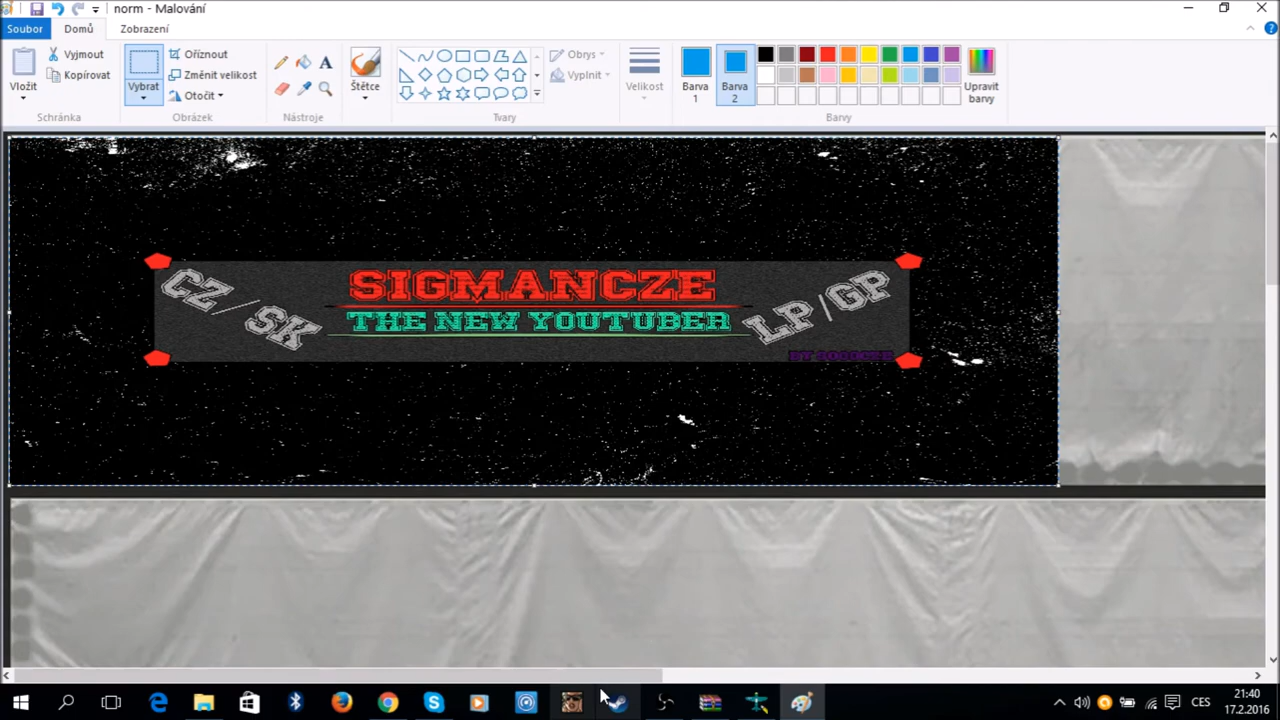 norm - Malování
Soubor
Domů
Zobrazení
Vložit
Vyjmout
Kopírovat
Schránka
Vybrat
Oříznout
Změnit velikost
Otočit
Obrázek
Nástroje
Štětce
Obrys
Vyplnit
Tvary
Velikost
Barva
1
Barva
2
Upravit
barvy
Barvy
CZ/SK
SIGMANCZE
THE NEW YOUTUBER
LP/GP
CES
21:40
17.2.2016